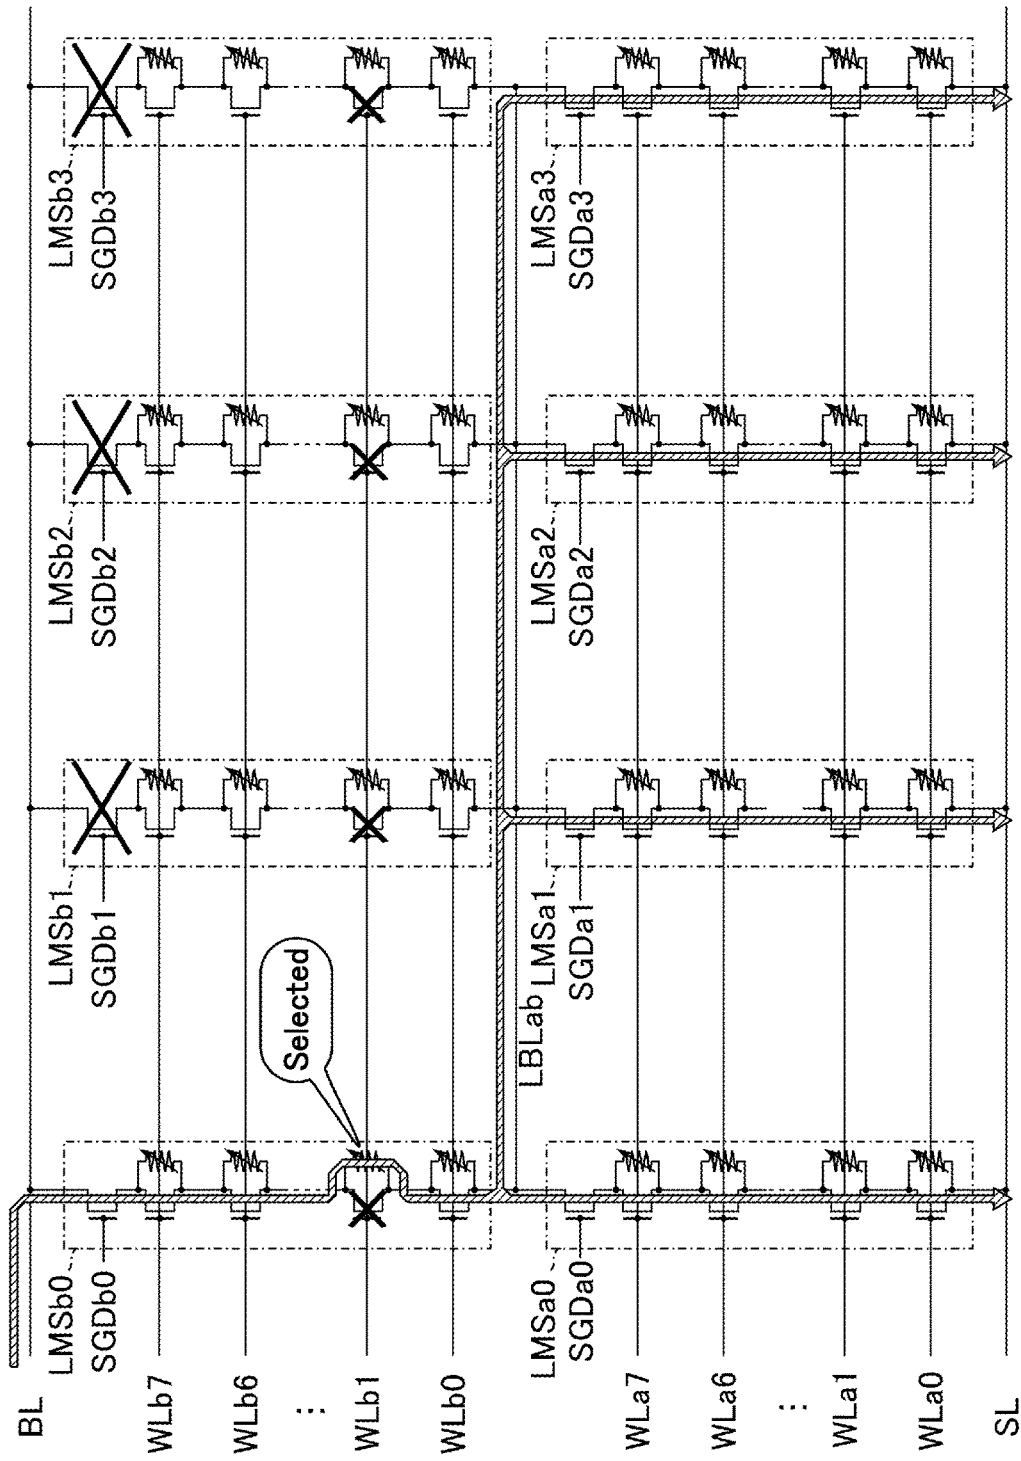 BL
LMSb0
SGDb0
WLb7
WLb6
WLb1
WLb0
LMSa0
SGDa0
WLa7
WLa6
WLa1
WLa0
SL
Selected
LBLab
LMSb1
SGDb1
LMSa1
SGDa1
LMSb2
SGDb2
LMSa2
SGDa2
LMSb3
SGDb3
LMSa3
SGDa3